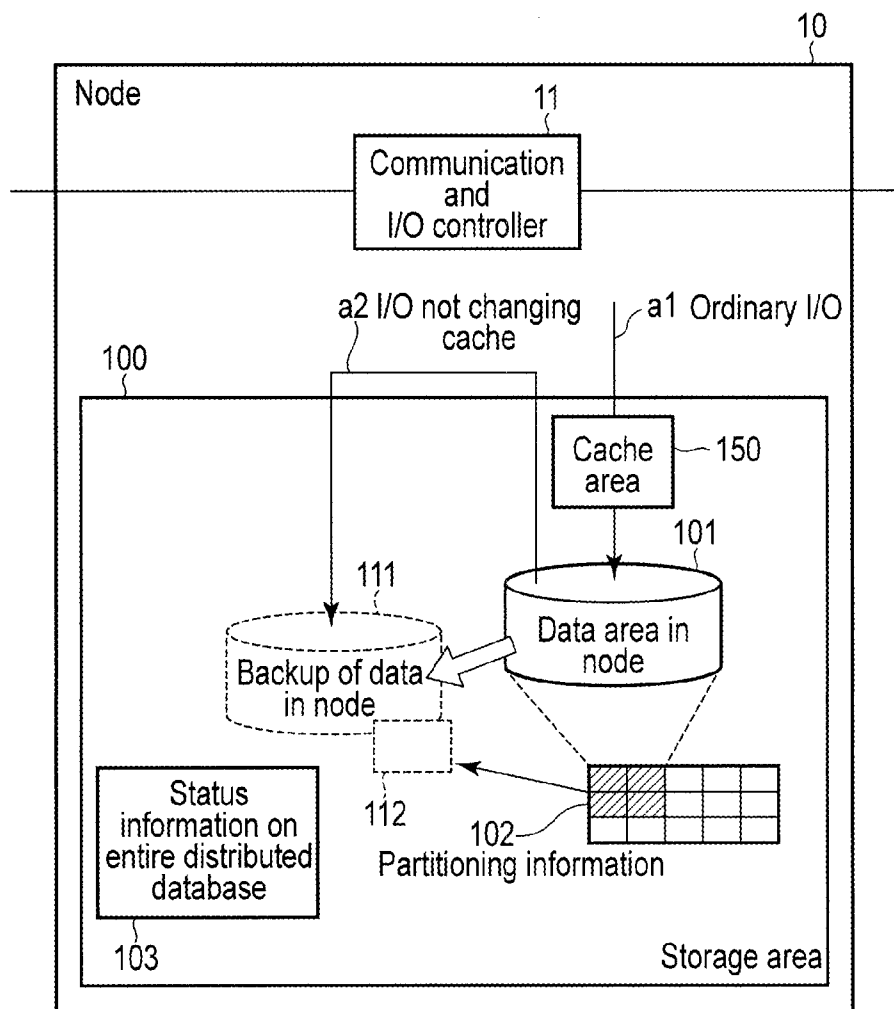 10
Node
11
Communication
and
I/O controller
a2 I/O not changing
cache
a1 Ordinary I/O
100
Cache
area
150
101
111
Data area in
node
Backup of data
in node
Status
information on
entire distributed
database
112
102
Partitioning information
103
Storage area